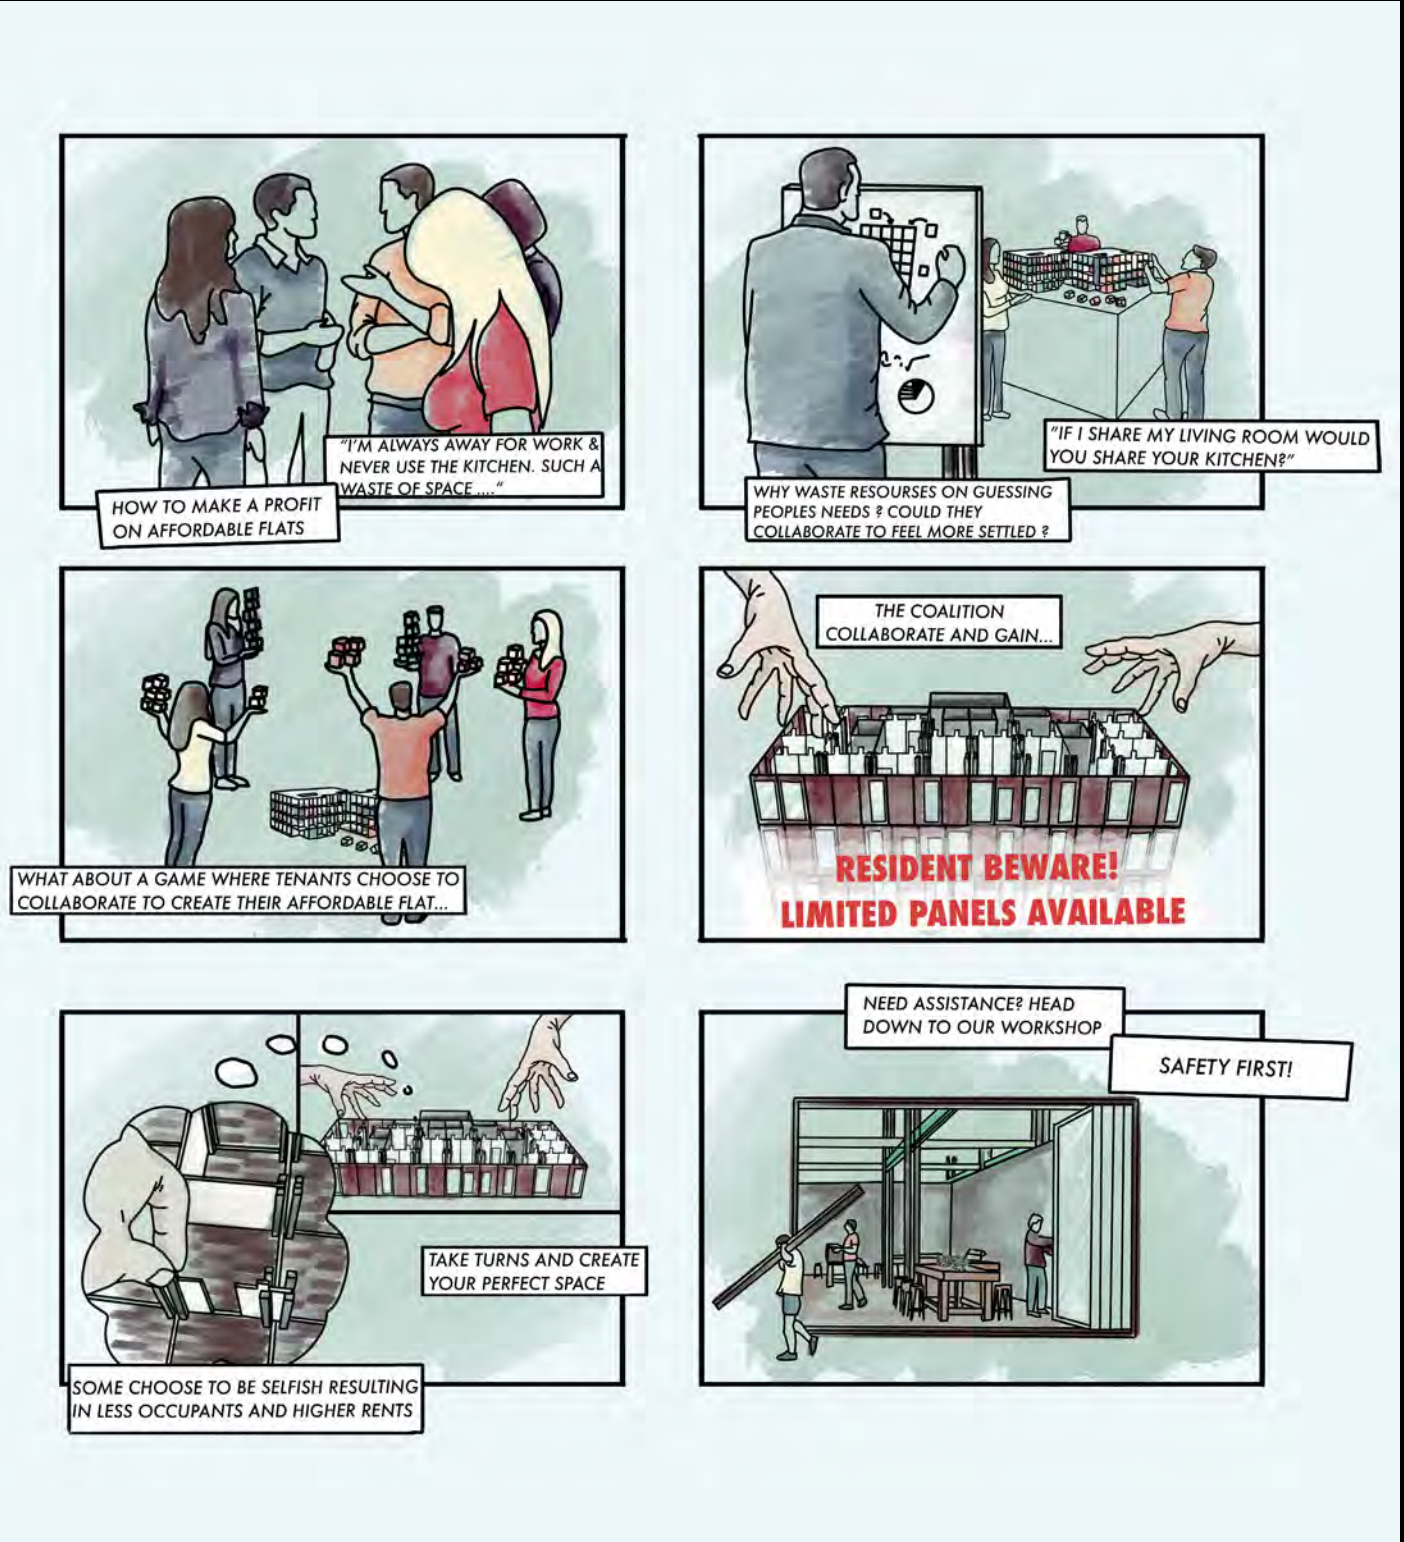 "I'M ALWAYS AWAY FOR WORK &
NEVER USE THE KITCHEN. SUCH A
WASTE OF SPACE ...."
HOW TO MAKE A PROFIT
ON AFFORDABLE FLATS
"IF I SHARE MY LIVING ROOM WOULD
YOU SHARE YOUR KITCHEN?"
WHY WASTE RESOURSES ON GUESSING
PEOPLES NEEDS ? COULD THEY
COLLABORATE TO FEEL MORE SETTLED ?
WHAT ABOUT A GAME WHERE TENANTS CHOOSE TO
COLLABORATE TO CREATE THEIR AFFORDABLE FLAT...
THE COALITION
COLLABORATE AND GAIN...
RESIDENT BEWARE!
LIMITED PANELS AVAILABLE
TAKE TURNS AND CREATE
YOUR PERFECT SPACE
SOME CHOOSE TO BE SELFISH RESULTING
IN LESS OCCUPANTS AND HIGHER RENTS
NEED ASSISTANCE? HEAD
DOWN TO OUR WORKSHOP
SAFETY FIRST!